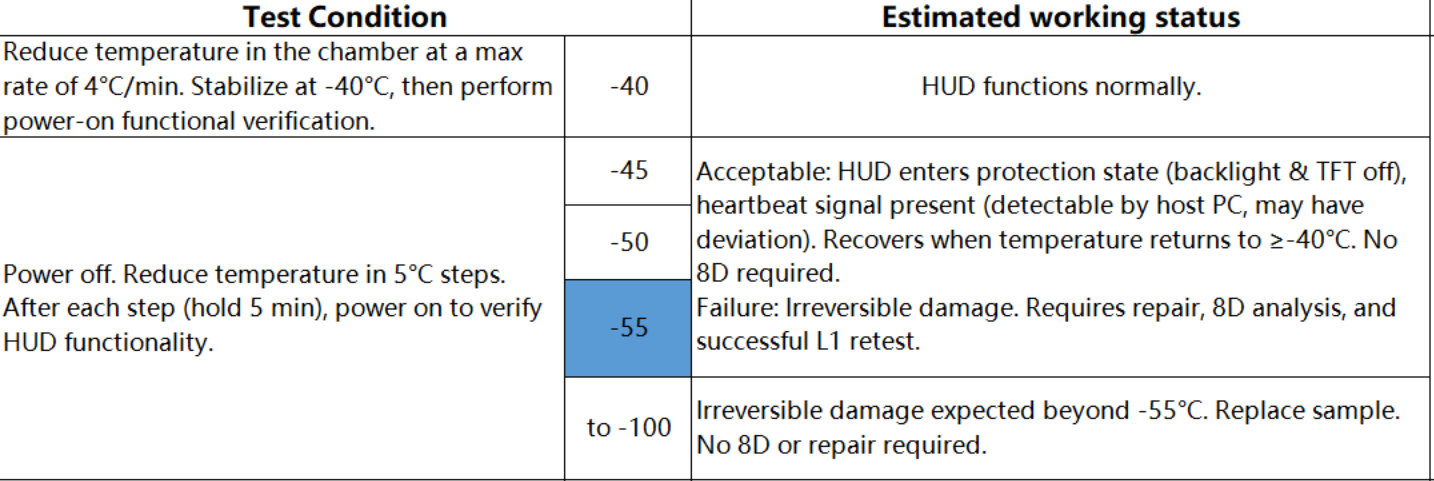 Test Condition
Estimated working status
Reduce temperature in the chamber at a max
rate of 4°C/min. Stabilize at -40°C, then perform
power-on functional verification.
-40
HUD functions normally.
Power off. Reduce temperature in 5°C steps.
After each step (hold 5 min), power on to verify
HUD functionality.
-45
-50
-55
Acceptable: HUD enters protection state (backlight & TFT off),
heartbeat signal present (detectable by host PC, may have
deviation). Recovers when temperature returns to ≥-40°C. No
8D required.
Failure: Irreversible damage. Requires repair, 8D analysis, and
successful L1 retest.
to -100
Irreversible damage expected beyond -55°C. Replace sample.
No 8D or repair required.